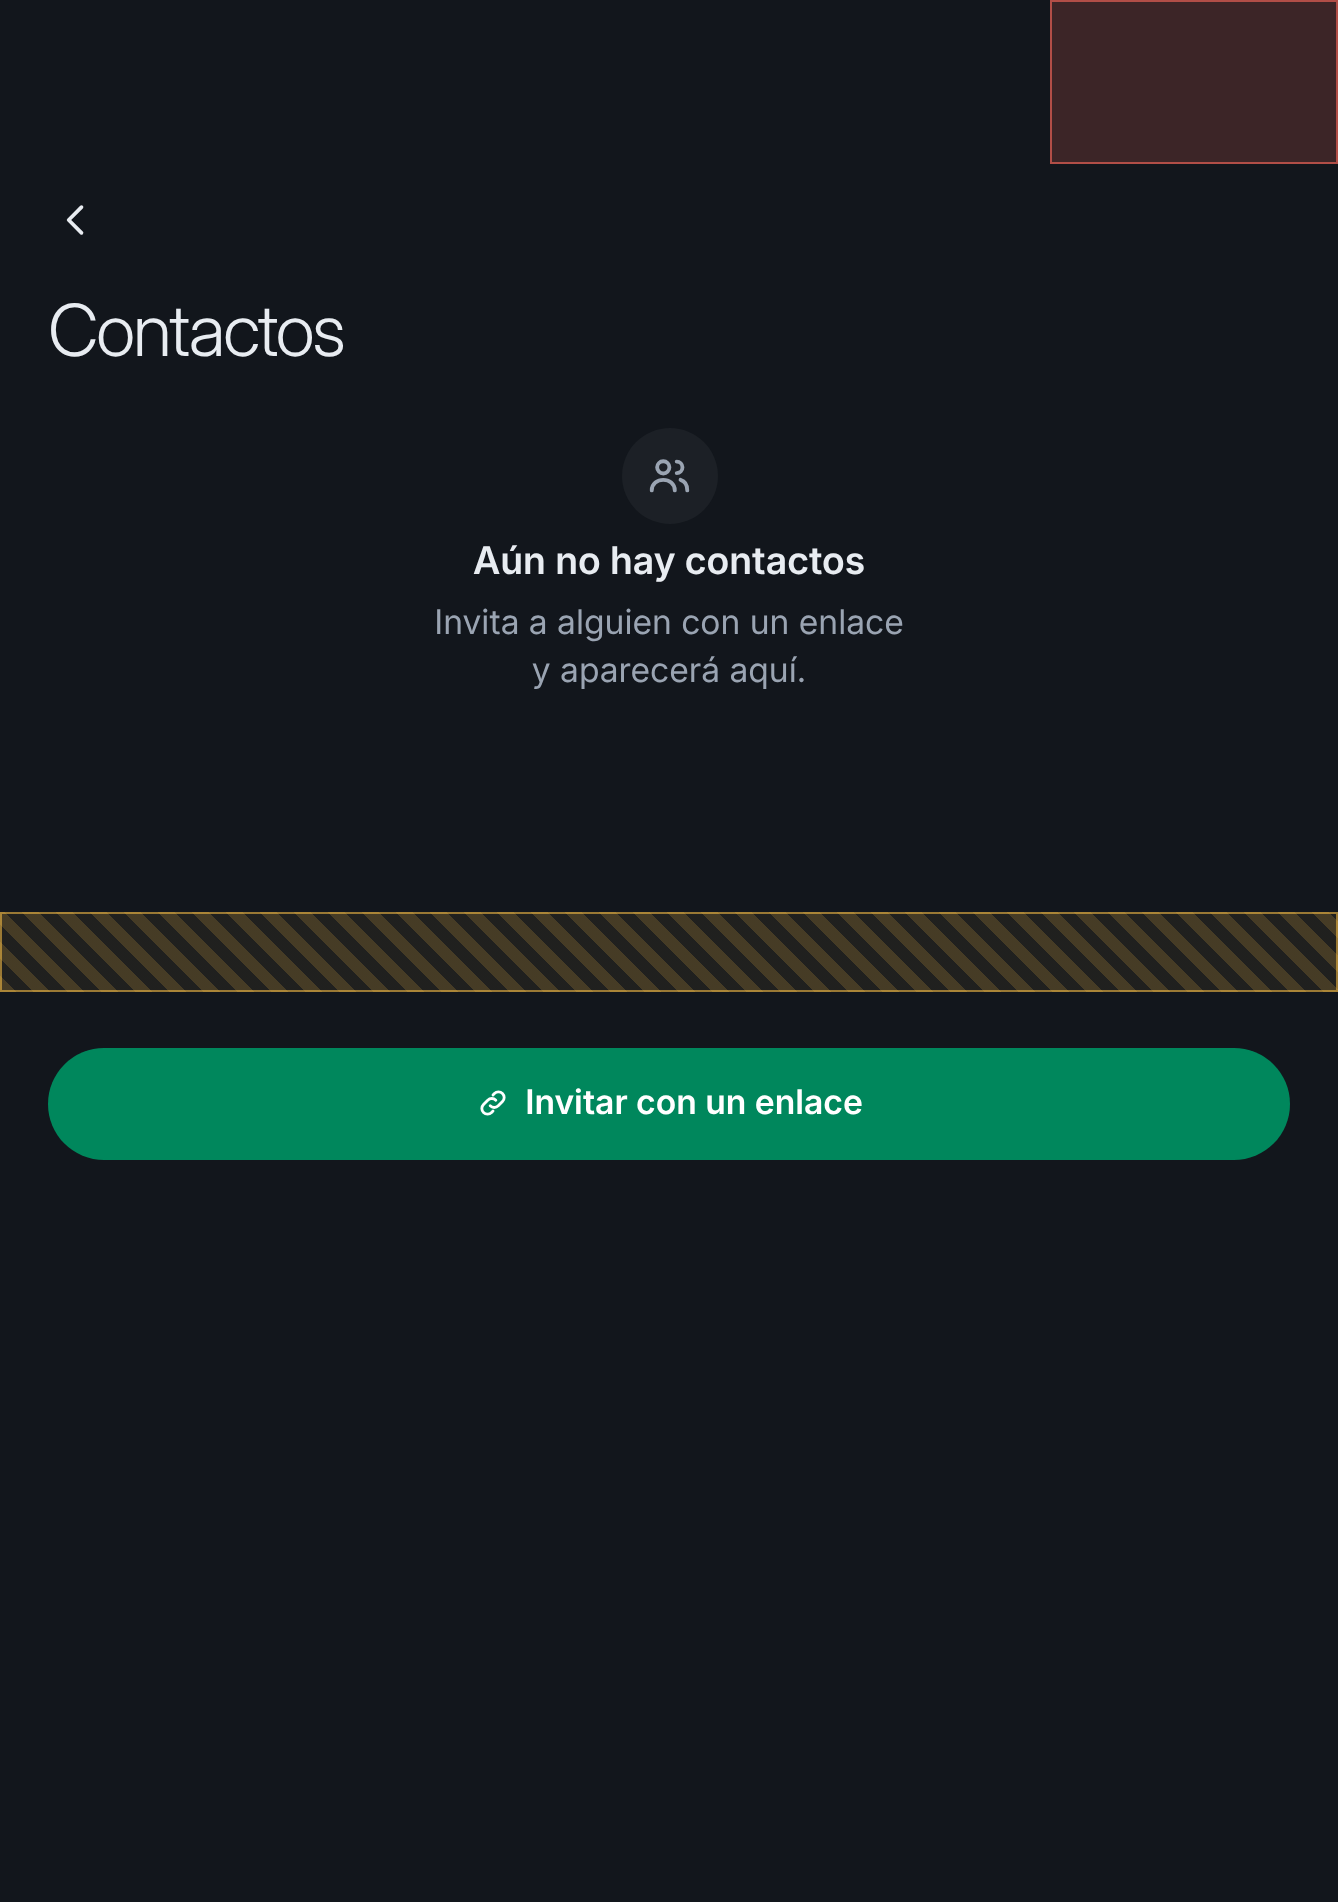 Contactos
Aún no hay contactos
Invita a alguien con un enlace
y aparecerá aquí.
Invitar con un enlace